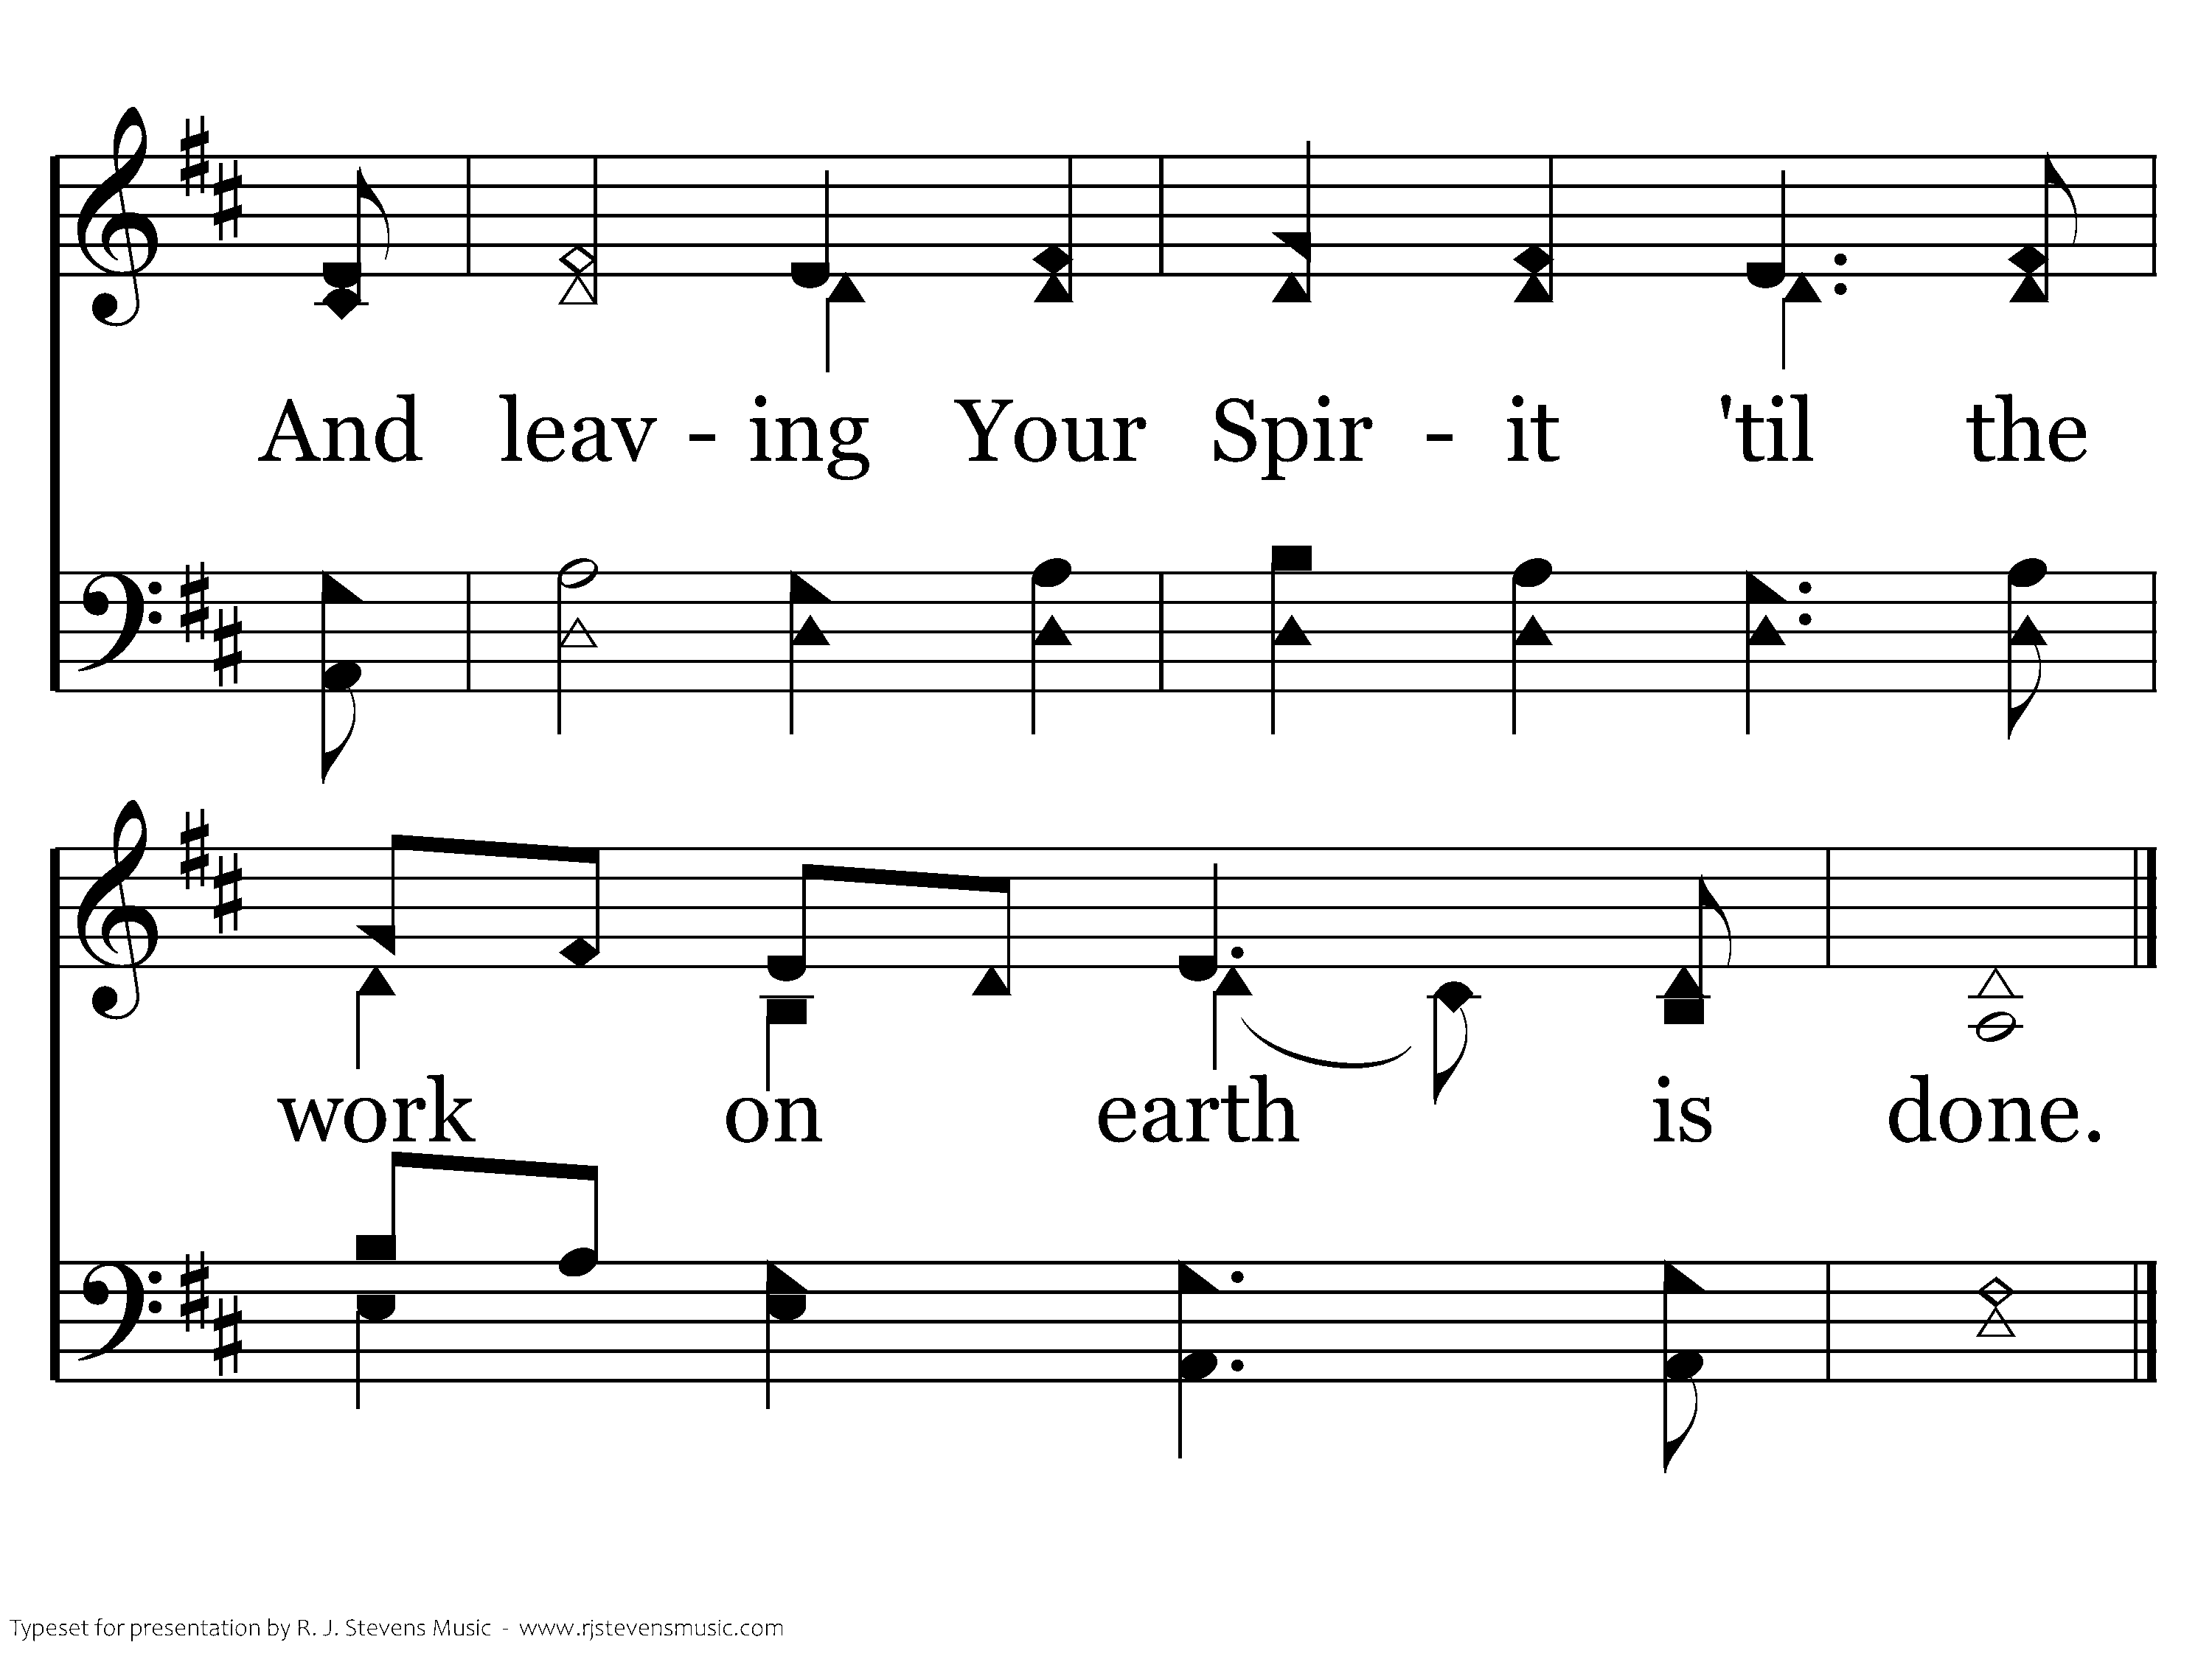 And leav - ing Your Spir - it 'til the
work on earth is done.
Typeset for presentation by R. J. Stevens Music - www.rjstevensmusic.com